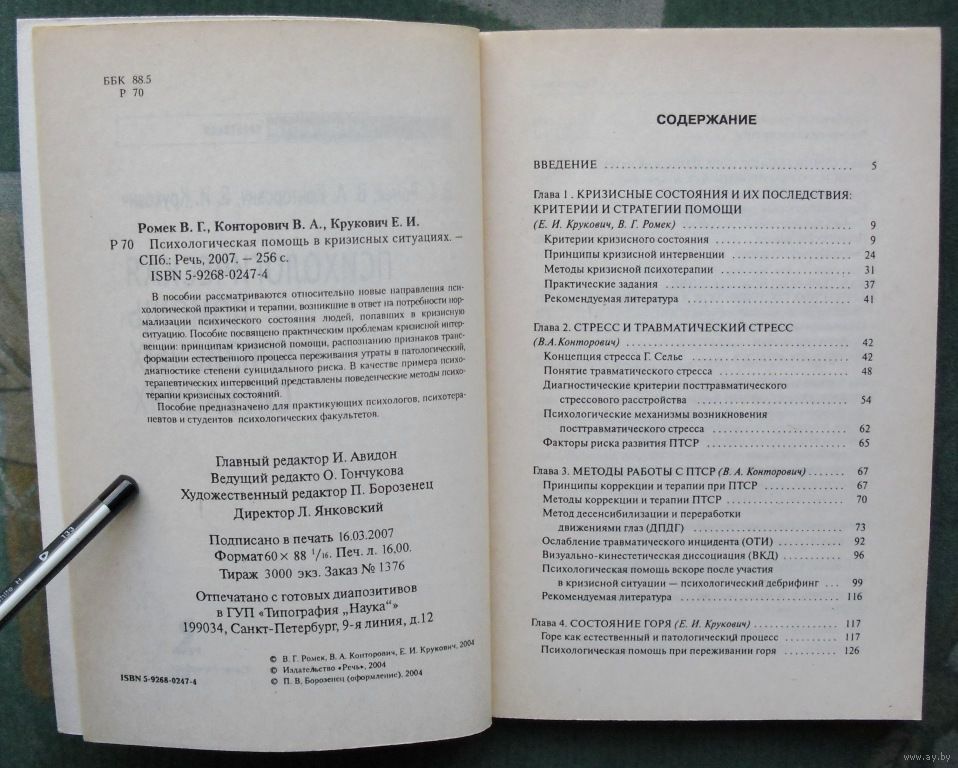 ББК 88.5
Р 70
Ромек В. Г., Конторович В. А., Крукович Е. И.
Р 70 Психологическая помощь в кризисных ситуациях. –
СПб.: Речь, 2007. – 256 с.
ISBN 5-9268-0247-4
В пособии рассматриваются относительно новые направления пси-
хологической практики и терапии, возникшие в ответ на потребности нор-
мализации психического состояния людей, попавших в кризисную
ситуацию. Пособие посвящено практическим проблемам кризисной интер-
венции: принципам кризисной помощи, распознанию признаков транс-
формации естественного процесса переживания утраты в патологический,
диагностике степени суицидального риска. В качестве примера психо-
терапевтических интервенций представлены поведенческие методы психо-
терапии кризисных состояний.
Пособие предназначено для практикующих психологов, психотера-
певтов и студентов психологических факультетов.
Главный редактор И. Авидон
Ведущий редакто О. Гончукова
Художественный редактор П. Борозенец
Директор Л. Янковский
Подписано в печать 16.03.2007
Формат 60 × 88 1/16. Печ. л. 16,00.
Тираж 3000 экз. Заказ № 1376
Отпечатано с готовых диапозитивов
в ГУП «Типография „Наука“»
199034, Санкт-Петербург, 9-я линия, д.12
© В. Г. Ромек, В. А. Конторович, Е. И. Крукович, 2004
© Издательство «Речь», 2004
ISBN 5-9268-0247-4 © П. В. Борозенец (оформление), 2004
133
СОДЕРЖАНИЕ
ВВЕДЕНИЕ ........ 5
Глава 1. КРИЗИСНЫЕ СОСТОЯНИЯ И ИХ ПОСЛЕДСТВИЯ:
КРИТЕРИИ И СТРАТЕГИИ ПОМОЩИ
(Е. И. Крукович, В. Г. Ромек) ........ 9
Критерии кризисного состояния ........ 9
Принципы кризисной интервенции ........ 24
Методы кризисной психотерапии ........ 31
Практические задания ........ 37
Рекомендуемая литература ........ 41
Глава 2. СТРЕСС И ТРАВМАТИЧЕСКИЙ СТРЕСС
(В.А.Конторович) ........ 42
Концепция стресса Г. Селье ........ 42
Понятие травматического стресса ........ 48
Диагностические критерии посттравматического
стрессового расстройства ........ 54
Психологические механизмы возникновения
посттравматического стресса ........ 62
Факторы риска развития ПТСР ........ 65
Глава 3. МЕТОДЫ РАБОТЫ С ПТСР (В. А. Конторович) ........ 67
Принципы коррекции и терапии при ПТСР ........ 67
Методы коррекции и терапии ПТСР ........ 70
Метод десенсибилизации и переработки
движениями глаз (ДПДГ) ........ 73
Ослабление травматического инцидента (ОТИ) ........ 92
Визуально-кинестетическая диссоциация (ВКД) ........ 96
Психологическая помощь вскоре после участия
в кризисной ситуации — психологический дебрифинг ... 99
Рекомендуемая литература ........ 116
Глава 4. СОСТОЯНИЕ ГОРЯ (Е. И. Крукович) ........ 117
Горе как естественный и патологический процесс ........ 117
Психологическая помощь при переживании горя ........ 126
www.ay.by